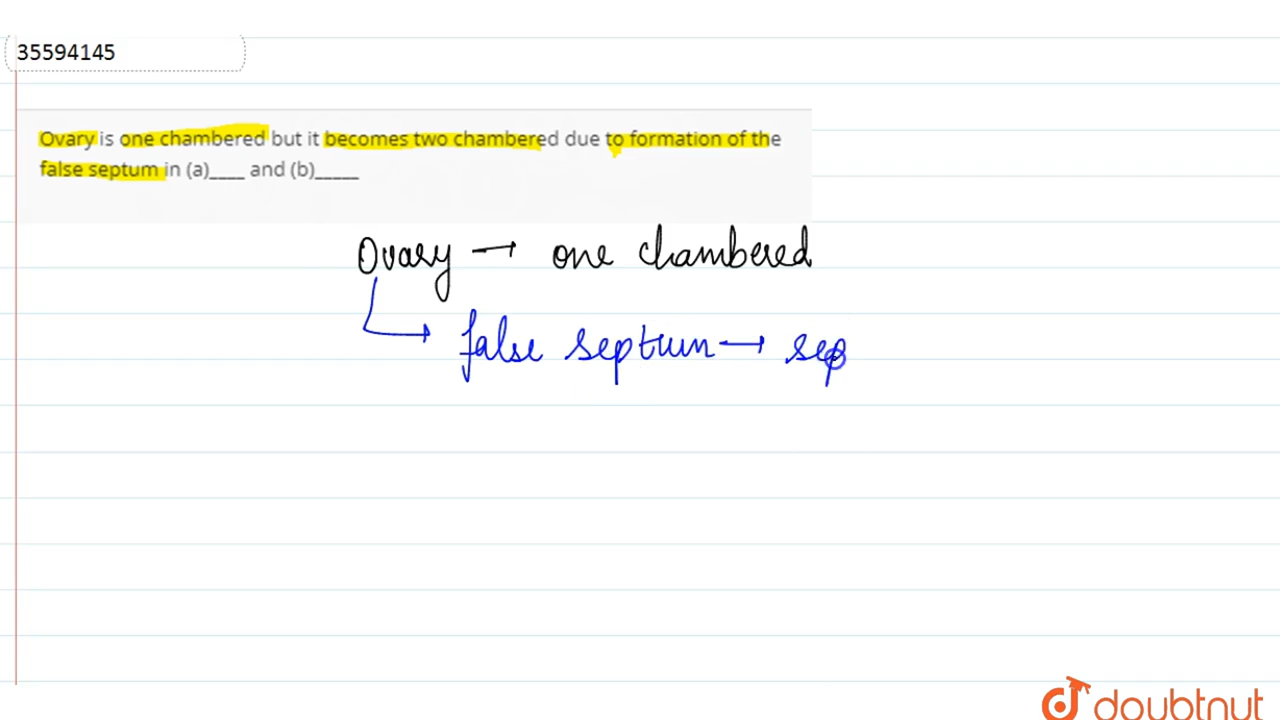 35594145
Ovary is one chambered but it becomes two chambered due to formation of the
false septum in (a)____ and (b)_____
Ovary → one chambered
false septum → sep
doubtnut